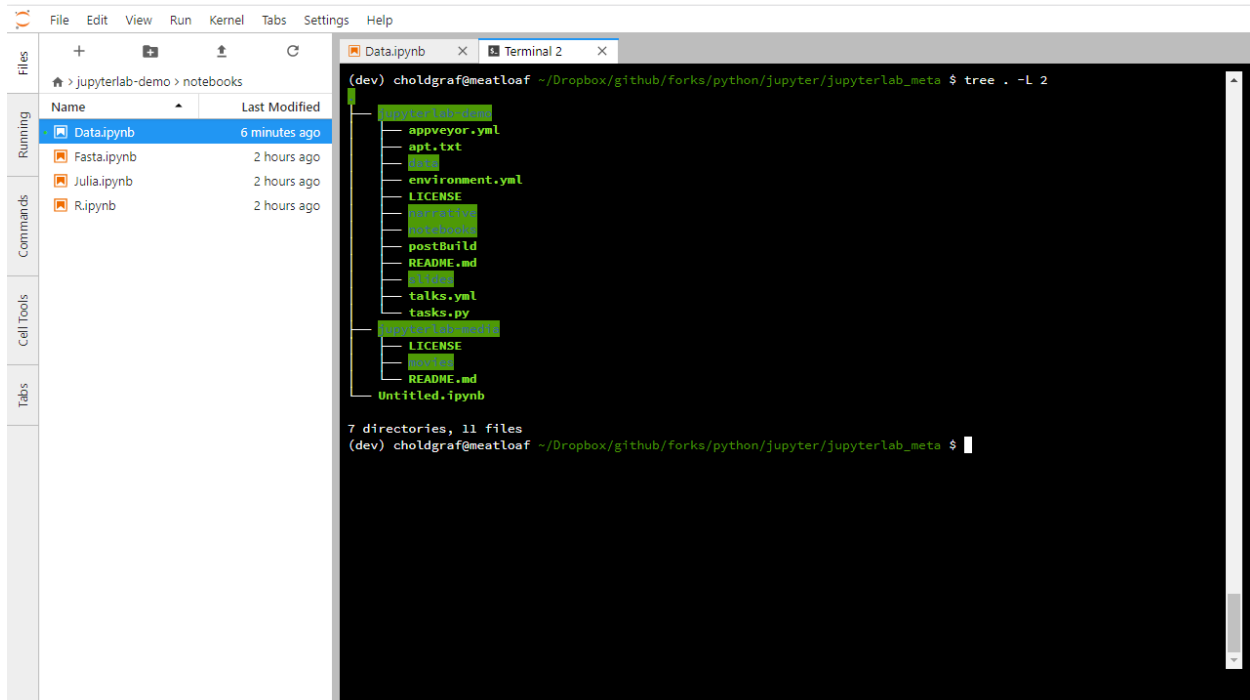 File Edit View Run Kernel Tabs Settings Help
Files
Running
Commands
Cell Tools
Tabs
> jupyterlab-demo > notebooks
Name Last Modified
Data.ipynb 6 minutes ago
Fasta.ipynb 2 hours ago
Julia.ipynb 2 hours ago
R.ipynb 2 hours ago
Data.ipynb × Terminal 2 ×
(dev) choldgraf@meatloaf ~/Dropbox/github/forks/python/jupyter/jupyterlab_meta $ tree . -L 2
.
├── jupyterlab-demo
│   ├── appveyor.yml
│   ├── apt.txt
│   ├── data
│   ├── environment.yml
│   ├── LICENSE
│   ├── narrative
│   ├── notebooks
│   ├── postBuild
│   ├── README.md
│   ├── slides
│   ├── talks.yml
│   └── tasks.py
├── jupyterlab-media
│   ├── LICENSE
│   ├── movies
│   └── README.md
└── Untitled.ipynb
7 directories, 11 files
(dev) choldgraf@meatloaf ~/Dropbox/github/forks/python/jupyter/jupyterlab_meta $